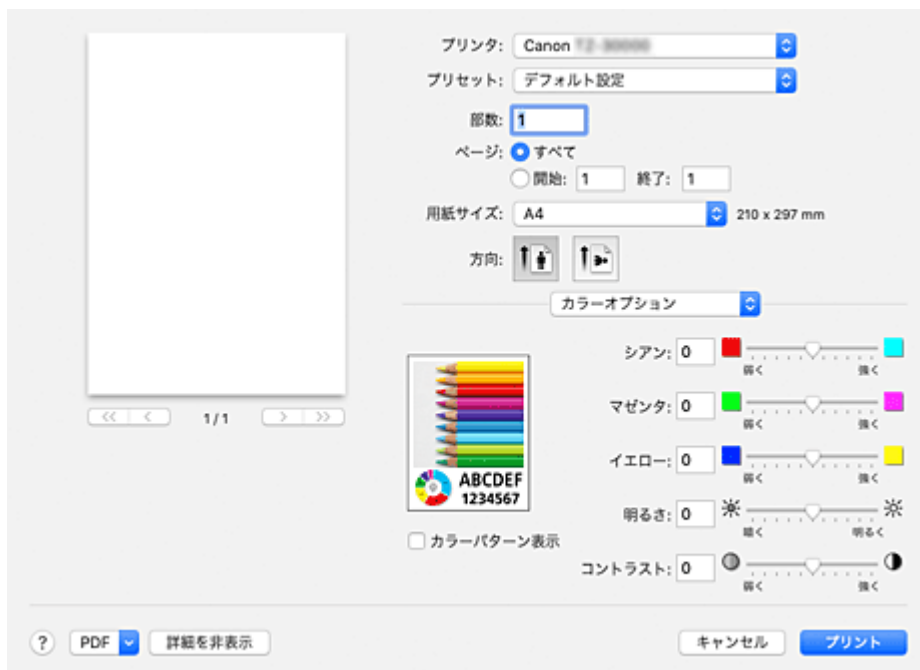 プリンタ: Canon
プリセット: デフォルト設定
部数: 1
ページ: すべて
開始: 1 終了: 1
用紙サイズ: A4 210 x 297 mm
方向:
カラーオプション
シアン: 0
弱く 強く
マゼンタ: 0
弱く 強く
イエロー: 0
弱く 強く
明るさ: 0
暗く 明るく
コントラスト: 0
弱く 強く
ABCDEF
1234567
カラーパターン表示
<< < 1/1 > >>
? PDF 詳細を非表示 キャンセル プリント